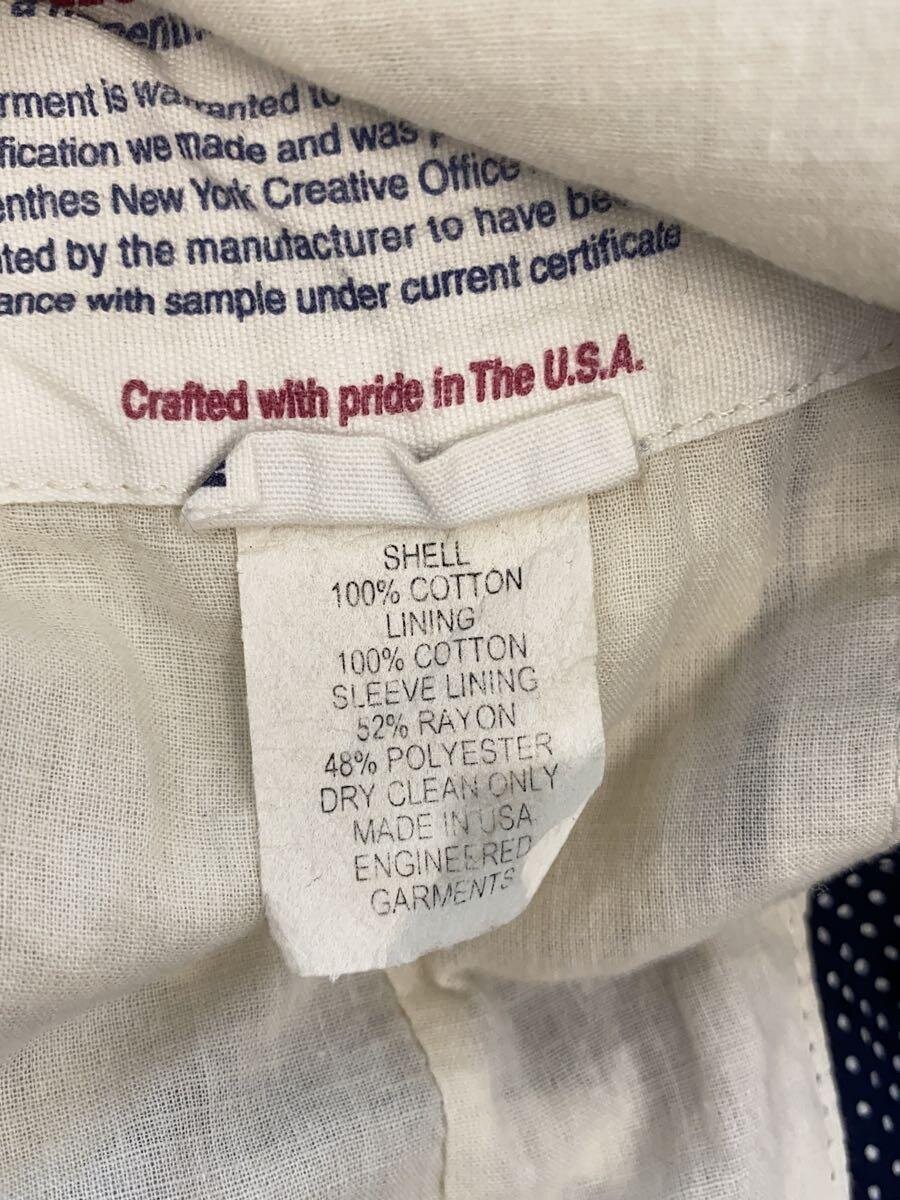 rment is warranted to
fication we made and was
enthes New York Creative Office
ted by the manufacturer to have be
ance with sample under current certificate
Crafted with pride in The U.S.A.
SHELL
100% COTTON
LINING
100% COTTON
SLEEVE LINING
52% RAYON
48% POLYESTER
DRY CLEAN ONLY
MADE IN USA
ENGINEERED
GARMENTS